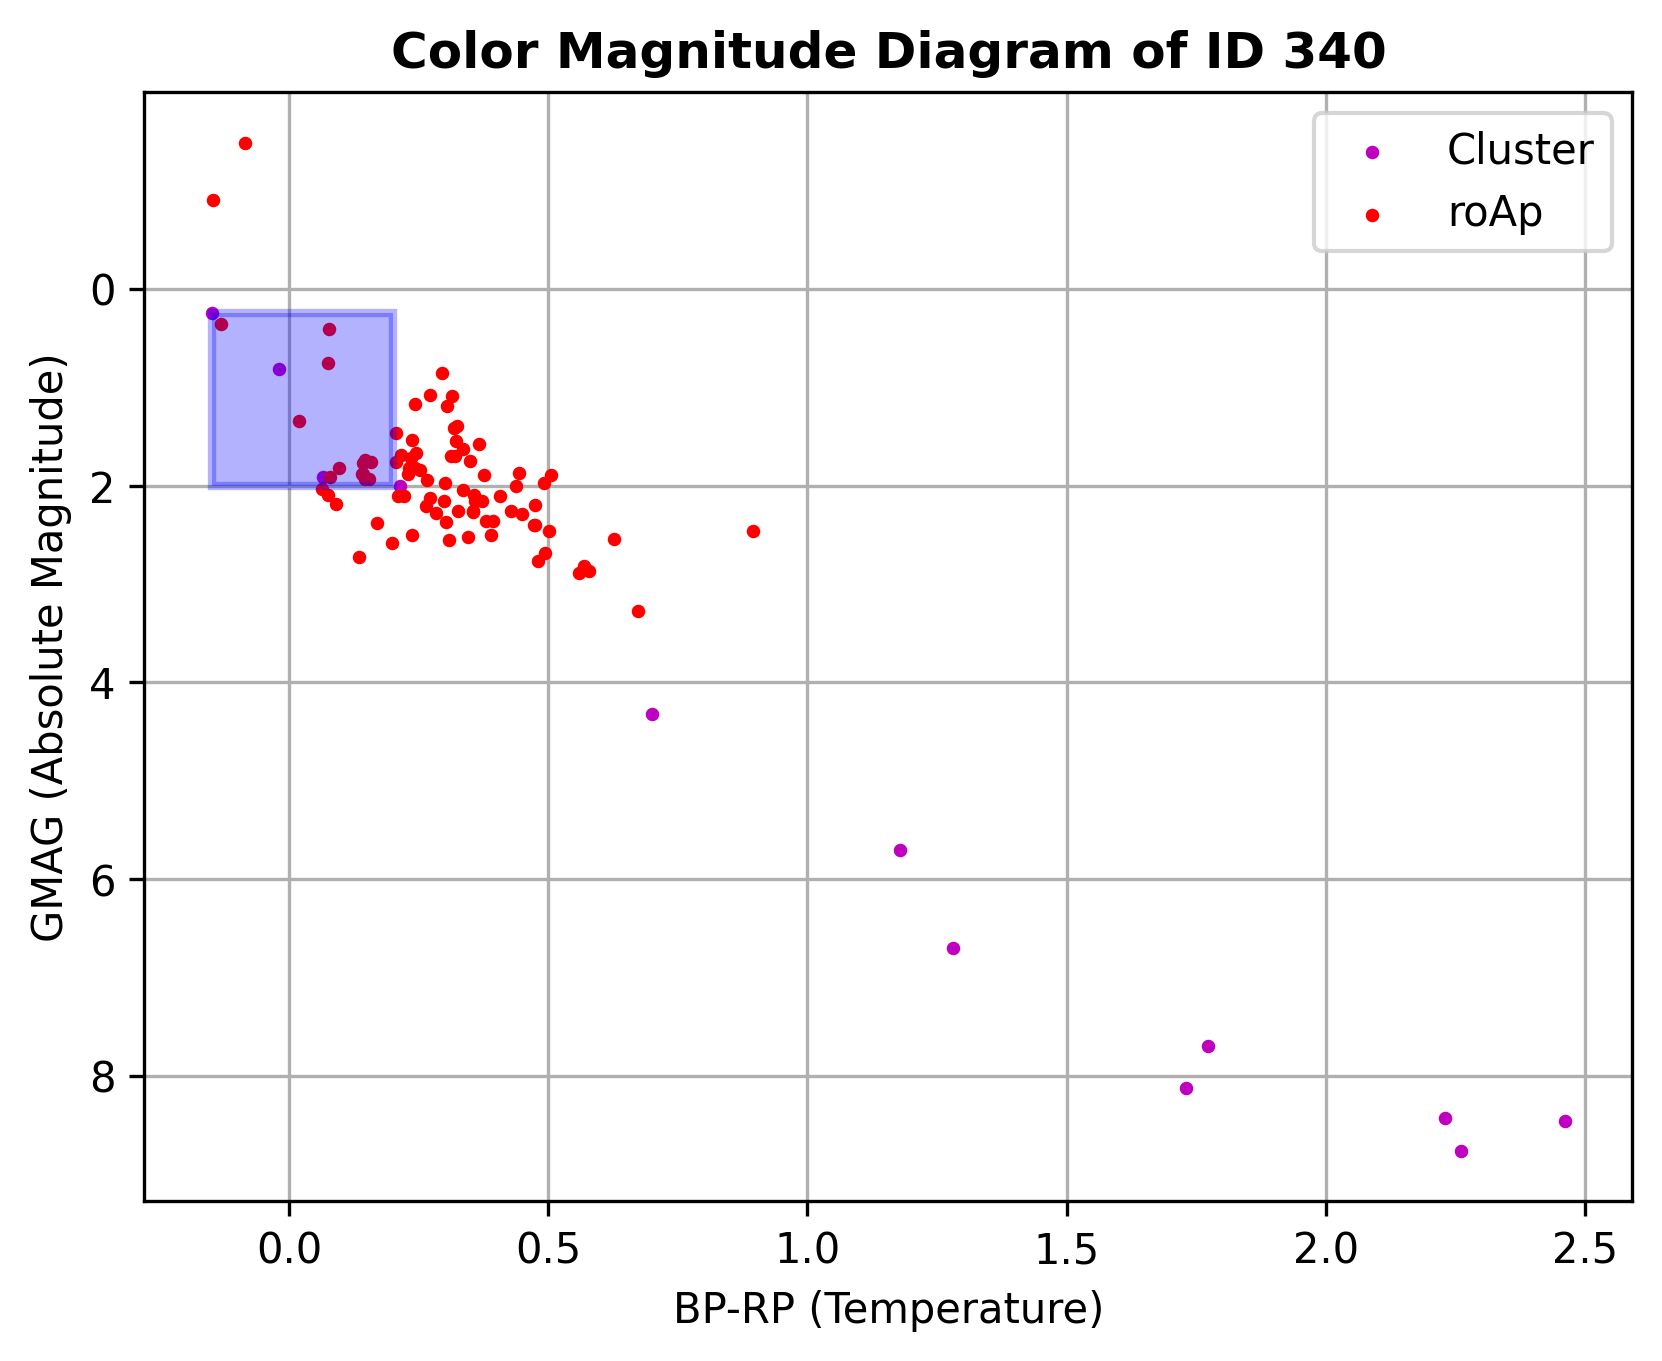 Color Magnitude Diagram of ID 340
Cluster
roAp
GMAG (Absolute Magnitude)
0
2
4
6
8
0.0 0.5 1.0 1.5 2.0 2.5
BP-RP (Temperature)